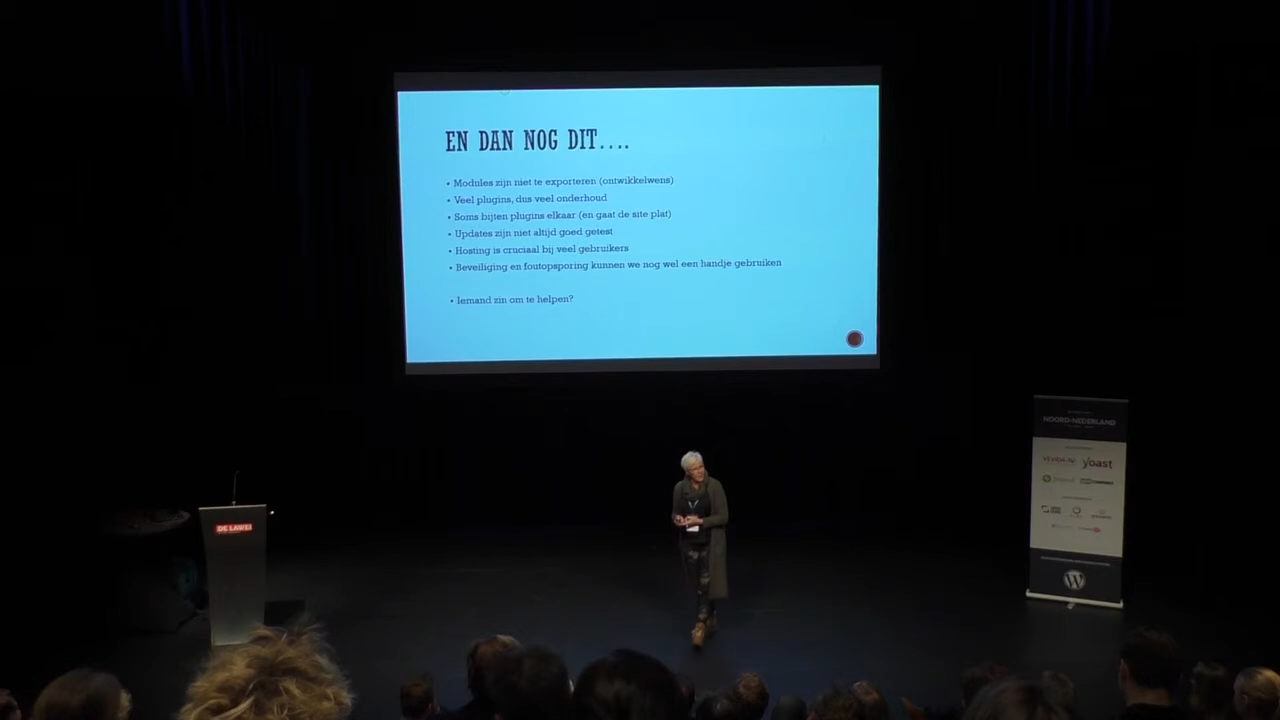 EN DAN NOG DIT....
• Modules zijn niet te exporteren (ontwikkelwens)
• Veel plugins, dus veel onderhoud
• Soms bijten plugins elkaar (en gaat de site plat)
• Updates zijn niet altijd goed getest
• Hosting is cruciaal bij veel gebruikers
• Beveiliging en foutopsporing kunnen we nog wel een handje gebruiken
• Iemand zin om te helpen?
DE LAWEI
NOORD-NEDERLAND
yoast